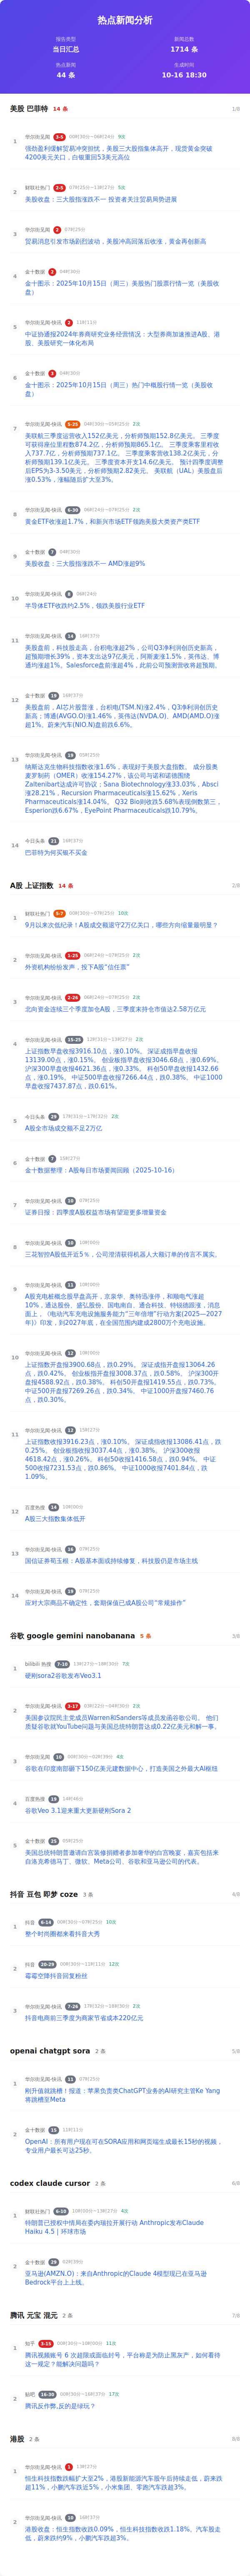 热点新闻分析
报告类型
当日汇总
新闻总数
1714 条
热点新闻
44 条
生成时间
10-16 18:30
美股 巴菲特 14 条 1/8
1
华尔街见闻 3-5 00时30分~06时24分 9次
强劲盈利缓解贸易冲突担忧,美股三大股指集体高开,现货黄金突破
4200美元关口,白银重回53美元高位
2
财联社热门 2-5 07时25分~13时27分 5次
美股收盘:三大股指涨跌不一 投资者关注贸易局势进展
3
华尔街见闻 2 07时25分
贸易消息引发市场剧烈波动,美股冲高回落后收涨,黄金再创新高
4
金十数据 2 04时30分
金十图示:2025年10月15日(周三)美股热门股票行情一览(美股收
盘)
5
华尔街见闻-快讯 2 11时11分
中证协通报2024年券商研究业务经营情况:大型券商加速推进A股、港
股、美股研究一体化布局
6
金十数据 3 04时30分
金十图示:2025年10月15日(周三)热门中概股行情一览(美股收
盘)
7
华尔街见闻-快讯 5-25 04时30分~05时25分 2次
美联航三季度运营收入152亿美元,分析师预期152.8亿美元。 三季度
可获得座位里程数874.2亿,分析师预期865.1亿。 三季度乘客里程收
入737.7亿,分析师预期737.1亿。 三季度乘客营收138.2亿美元,分
析师预期139.1亿美元。 三季度资本开支14.6亿美元。 预计四季度调整
后EPS为3-3.50美元,分析师预期2.82美元。 美联航(UAL)美股盘后
涨0.53%,涨幅随后扩大至3%。
8
华尔街见闻-快讯 6-30 06时24分~07时25分 2次
黄金ETF收涨超1.7%,和新兴市场ETF领跑美股大类资产类ETF
9
金十数据 7 04时30分
美股收盘:三大股指涨跌不一 AMD涨超9%
10
华尔街见闻-快讯 8 06时24分
半导体ETF收跌约2.5%,领跌美股行业ETF
11
华尔街见闻-快讯 14 16时37分
美股盘前,科技股走高,台积电涨超2%,公司Q3净利润创历史新高,
超预期增长39%,资本支出达97亿美元,阿斯麦涨1.5%,英伟达、博
通均涨超1%。Salesforce盘前涨超4%,此前公司预测营收将超预期。
12
金十数据 19 16时37分
美股盘前,AI芯片股普涨,台积电(TSM.N)涨2.4%,Q3净利润创历史
新高;博通(AVGO.O)涨1.46%,英伟达(NVDA.O)、AMD(AMD.O)涨
超1%。蔚来汽车(NIO.N)盘前跌6.6%。
13
华尔街见闻-快讯 19 05时25分
纳斯达克生物科技指数收涨1.6%,表现好于美股大盘指数。 成分股奥
麦罗制药(OMER)收涨154.27%,该公司与诺和诺德围绕
Zaltenibart达成许可协议;Sana Biotechnology涨33.03%,Absci
涨28.21%,Recursion Pharmaceuticals涨15.62%,Xeris
Pharmaceuticals涨14.04%。 Q32 Bio则收跌5.68%表现倒数第三,
Esperion跌6.67%,EyePoint Pharmaceuticals跌10.79%。
14
今日头条 21 16时37分
巴菲特为何买银不买金
A股 上证指数 14 条 2/8
1
财联社热门 5-7 00时30分~07时25分 10次
9月以来次低纪录!A股成交额退守2万亿关口,哪些方向缩量最明显?
2
华尔街见闻-快讯 1-25 06时24分~07时25分 2次
外资机构纷纷发声,按下A股“信任票”
3
华尔街见闻-快讯 2-26 06时24分~07时25分 2次
北向资金连续三个季度加仓A股,三季度末持仓市值达2.58万亿元
4
华尔街见闻-快讯 15-25 12时31分~13时27分 2次
上证指数早盘收报3916.10点,涨0.10%。 深证成指早盘收报
13139.00点,涨0.15%。 创业板指早盘收报3046.68点,涨0.69%。
沪深300早盘收报4621.36点,涨0.33%。 科创50早盘收报1432.66
点,涨0.19%。 中证500早盘收报7266.44点,跌0.38%。 中证1000
早盘收报7437.87点,跌0.61%。
5
今日头条 29 17时31分~17时32分 2次
A股全市场成交额不足2万亿
6
金十数据 7 15时27分
金十数据整理:A股每日市场要闻回顾(2025-10-16)
7
华尔街见闻-快讯 10 07时25分
证券日报:四季度A股权益市场有望迎更多增量资金
8
华尔街见闻-快讯 10 10时00分
三花智控A股低开近5%,公司澄清获得机器人大额订单的传言不属实。
9
华尔街见闻-快讯 11 10时00分
A股充电桩概念股早盘高开,京泉华、奥特迅涨停,和顺电气涨超
10%,通达股份、盛弘股份、国电南自、通合科技、特锐德跟涨,消息
面上,《电动汽车充电设施服务能力“三年倍增”行动方案(2025—2027
年)》印发,到2027年底,在全国范围内建成2800万个充电设施。
10
华尔街见闻-快讯 12 10时00分
上证指数开盘报3900.68点,跌0.29%。 深证成指开盘报13064.26
点,跌0.42%。 创业板指开盘报3008.37点,跌0.58%。 沪深300开
盘报4588.92点,跌0.38%。 科创50开盘报1419.55点,跌0.73%。
中证500开盘报7269.26点,跌0.34%。 中证1000开盘报7460.76
点,跌0.30%。
11
华尔街见闻-快讯 12 15时27分
上证指数收报3916.23点,涨0.10%。 深证成指收报13086.41点,跌
0.25%。 创业板指收报3037.44点,涨0.38%。 沪深300收报
4618.42点,涨0.26%。 科创50收报1416.58点,跌0.94%。 中证
500收报7231.53点,跌0.86%。 中证1000收报7401.84点,跌
1.09%。
12
百度热搜 14 10时00分
A股三大指数集体低开
13
华尔街见闻-快讯 16 07时25分
国信证券荀玉根:A股基本面或持续修复,科技股仍是市场主线
14
华尔街见闻-快讯 19 07时25分
应对大宗商品不确定性,套期保值已成A股公司“常规操作”
谷歌 google gemini nanobanana 5 条 3/8
1
bilibili 热搜 7-10 13时27分~18时30分 7次
硬刚sora2谷歌发布Veo3.1
2
华尔街见闻-快讯 3-17 03时22分~04时30分 2次
美国参议院民主党成员Warren和Sanders等成员发函谷歌公司。 他们
质疑谷歌就YouTube问题与美国总统特朗普达成0.22亿美元和解一事。
3
华尔街见闻 10 00时30分~02时39分 4次
谷歌在印度南部砸下150亿美元建数据中心,打造美国之外最大AI枢纽
4
百度热搜 19 14时46分
谷歌Veo 3.1迎来重大更新硬刚Sora 2
5
金十数据 25 05时25分
美国总统特朗普邀请白宫装修捐赠者参加奢华的白宫晚宴,嘉宾包括来
自洛克希德马丁、微软、Meta公司、谷歌和亚马逊公司的代表。
抖音 豆包 即梦 coze 3 条 4/8
1
抖音 6-14 00时30分~07时25分 10次
整个时尚圈都来看抖音大秀
2
抖音 20-29 00时30分~11时11分 12次
霉霉空降抖音回复粉丝
3
华尔街见闻-快讯 7-26 17时32分~18时30分 2次
抖音电商前三季度为商家节省成本220亿元
openai chatgpt sora 2 条 5/8
1
华尔街见闻-快讯 11 07时25分
刚升值就跳槽!报道:苹果负责类ChatGPT业务的AI研究主管Ke Yang
将跳槽至Meta
2
金十数据 15 11时11分
OpenAI:所有用户现在可在SORA应用和网页端生成最长15秒的视频,
专业用户最长可达25秒。
codex claude cursor 2 条 6/8
1
财联社热门 6-10 10时00分~13时27分 4次
特朗普已授权中情局在委内瑞拉开展行动 Anthropic发布Claude
Haiku 4.5 | 环球市场
2
金十数据 29 02时39分
亚马逊(AMZN.O):来自Anthropic的Claude 4模型现已在亚马逊
Bedrock平台上上线。
腾讯 元宝 混元 2 条 7/8
1
知乎 3-15 00时30分~10时00分 11次
腾讯视频账号 6 次超限或面临封号,平台称是为防止黑灰产,如何看待
这一规定?能解决问题吗?
2
贴吧 16-30 00时30分~16时37分 17次
腾讯反作弊,反的是绿玩?
港股 2 条 8/8
1
华尔街见闻-快讯 1 13时27分
恒生科技指数跌幅扩大至2%,港股新能源汽车股午后持续走低,蔚来跌
超11%,小鹏汽车跌近5%,小米集团、零跑汽车跌超3%。
2
华尔街见闻-快讯 10 16时37分
港股收盘:恒生指数收跌0.09%,恒生科技指数收跌1.18%。汽车股走
低,蔚来跌约9%,小鹏汽车跌超3%。